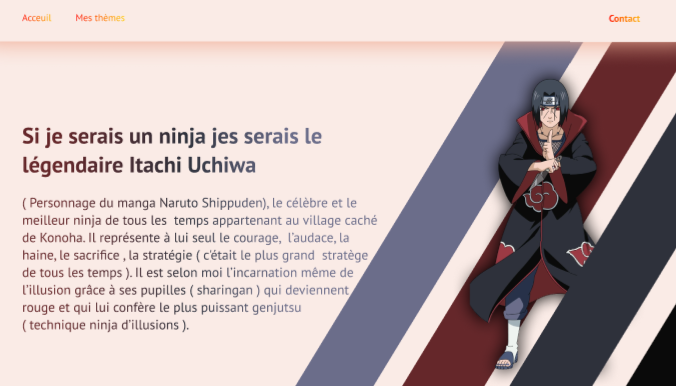 Acceuil Mes thèmes Contact
Si je serais un ninja jes serais le
légendaire Itachi Uchiwa
( Personnage du manga Naruto Shippuden), le célèbre et le
meilleur ninja de tous les temps appartenant au village caché
de Konoha. Il représente à lui seul le courage, l'audace, la
haine, le sacrifice , la stratégie ( c'était le plus grand stratège
de tous les temps ). Il est selon moi l'incarnation même de
l'illusion grâce à ses pupilles ( sharingan ) qui deviennent
rouge et qui lui confère le plus puissant genjutsu
( technique ninja d'illusions ).